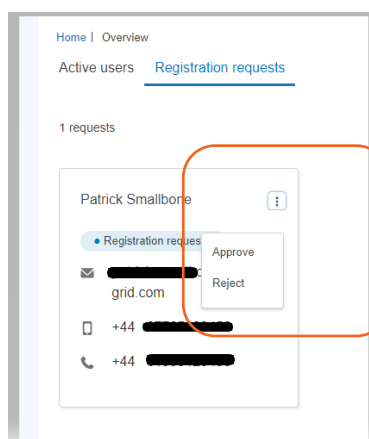 Home | Overview
Active users Registration requests
1 requests
Patrick Smallbone
Registration reques
Approve
Reject
grid.com
+44
+44